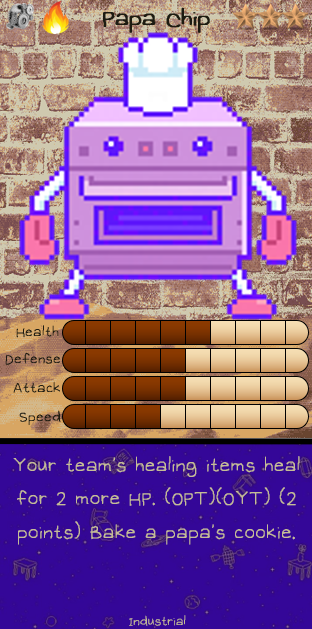 Papa Chip
Health
Defense
Attack
Speed
Your team's healing items heal
for 2 more HP. (OPT)(OYT) (2
points) Bake a papa's cookie.
Industrial